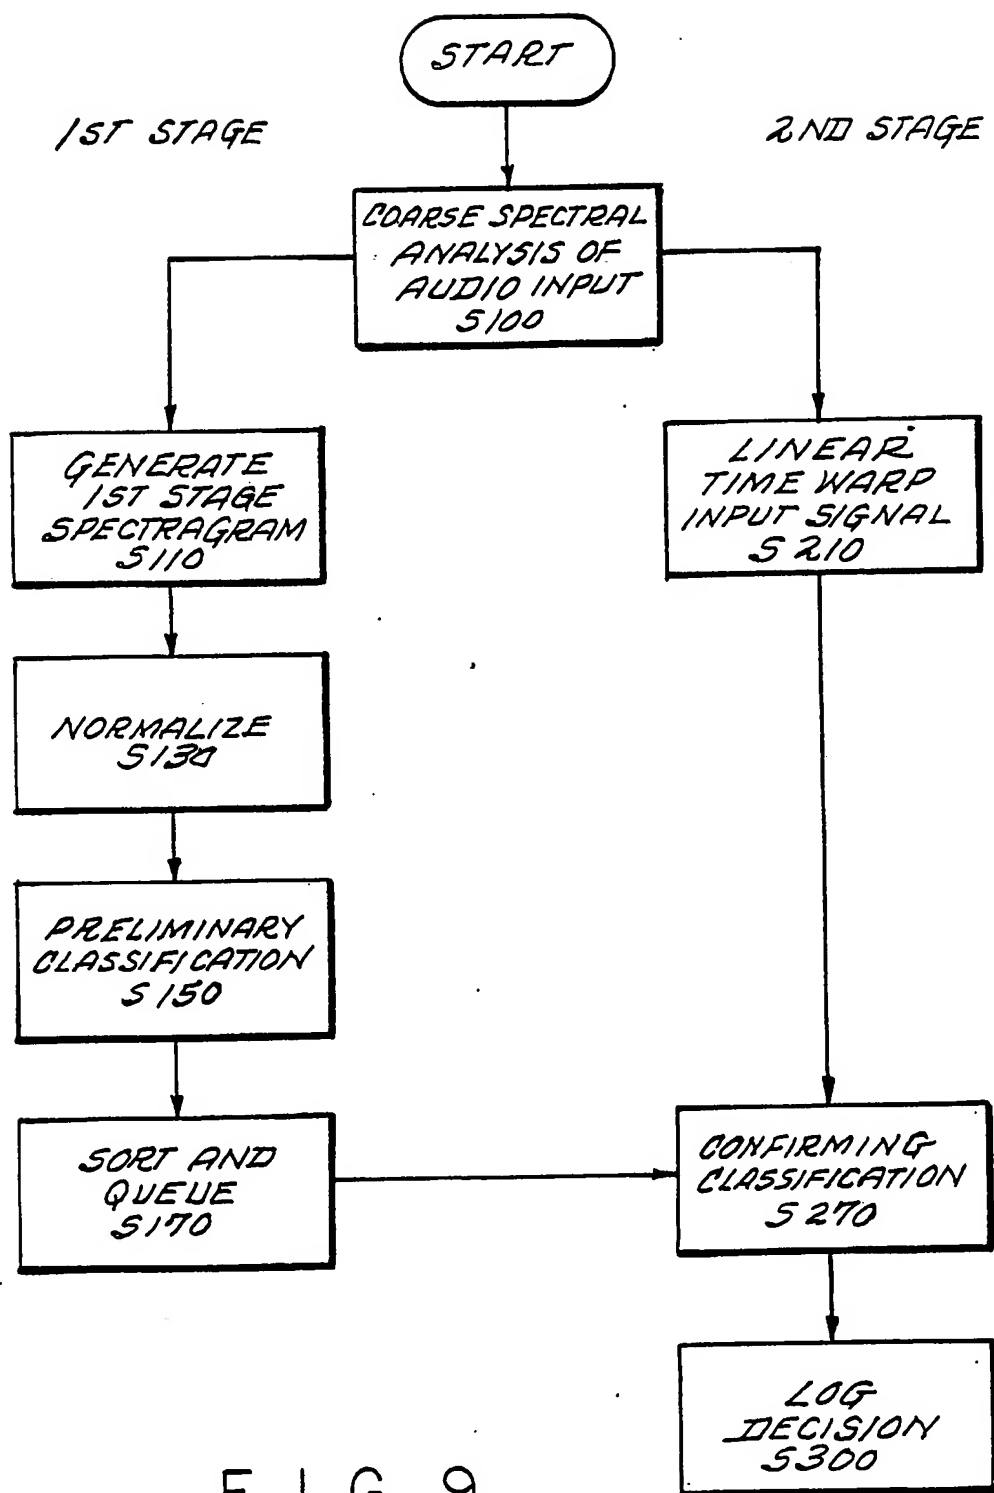 START
1ST STAGE
2ND STAGE
COARSE SPECTRAL
ANALYSIS OF
AUDIO INPUT
S100
GENERATE
1ST STAGE
SPECTRAGRAM
S110
LINEAR
TIME WARP
INPUT SIGNAL
S210
NORMALIZE
S130
PRELIMINARY
CLASSIFICATION
S150
SORT AND
QUEUE
S170
CONFIRMING
CLASSIFICATION
S270
LOG
DECISION
S300
FIG 9